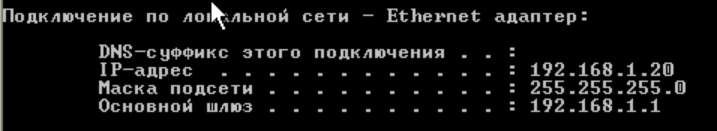 Подключение по локальной сети - Ethernet адаптер:
DNS-суффикс этого подключения . . :
IP-адрес . . . . . . . . . . . . : 192.168.1.20
Маска подсети . . . . . . . . . . : 255.255.255.0
Основной шлюз . . . . . . . . . . : 192.168.1.1